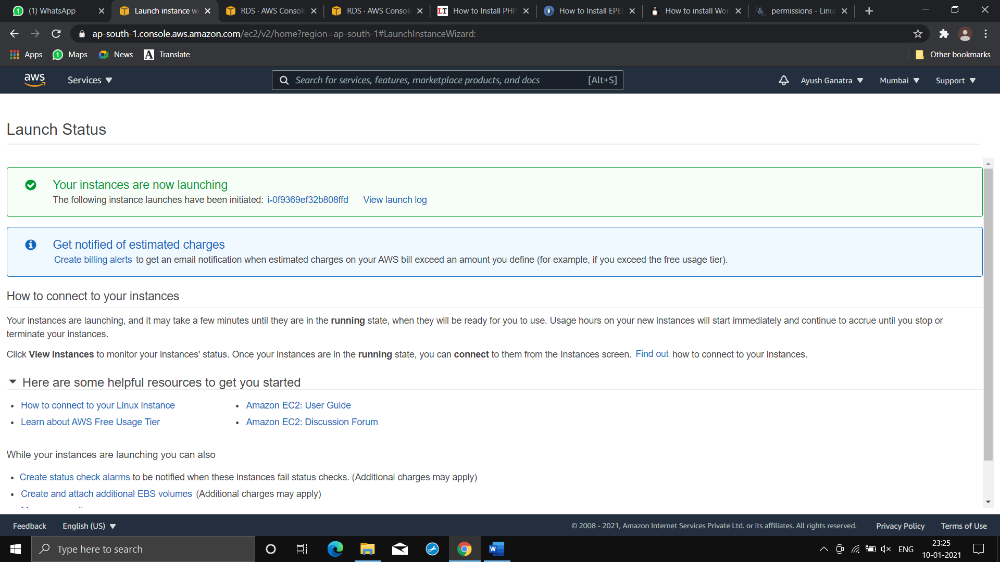 (1) WhatsApp
Launch instance wi
RDS · AWS Console
RDS · AWS Console
LT How to Install PHP
How to Install EPEL
How to install Wor
permissions - Linu
ap-south-1.console.aws.amazon.com/ec2/v2/home?region=ap-south-1#LaunchInstanceWizard:
Apps
Maps
News
A Translate
Other bookmarks
aws
Services
Search for services, features, marketplace products, and docs
[Alt+S]
Ayush Ganatra
Mumbai
Support
Launch Status
Your instances are now launching
The following instance launches have been initiated: i-0f9369ef32b808ffd View launch log
Get notified of estimated charges
Create billing alerts to get an email notification when estimated charges on your AWS bill exceed an amount you define (for example, if you exceed the free usage tier).
How to connect to your instances
Your instances are launching, and it may take a few minutes until they are in the running state, when they will be ready for you to use. Usage hours on your new instances will start immediately and continue to accrue until you stop or
terminate your instances.
Click View Instances to monitor your instances' status. Once your instances are in the running state, you can connect to them from the Instances screen. Find out how to connect to your instances.
Here are some helpful resources to get you started
• How to connect to your Linux instance
• Amazon EC2: User Guide
• Learn about AWS Free Usage Tier
• Amazon EC2: Discussion Forum
While your instances are launching you can also
• Create status check alarms to be notified when these instances fail status checks. (Additional charges may apply)
• Create and attach additional EBS volumes (Additional charges may apply)
Feedback
English (US)
© 2008 - 2021, Amazon Internet Services Private Ltd. or its affiliates. All rights reserved.
Privacy Policy
Terms of Use
Type here to search
ENG
23:25
10-01-2021